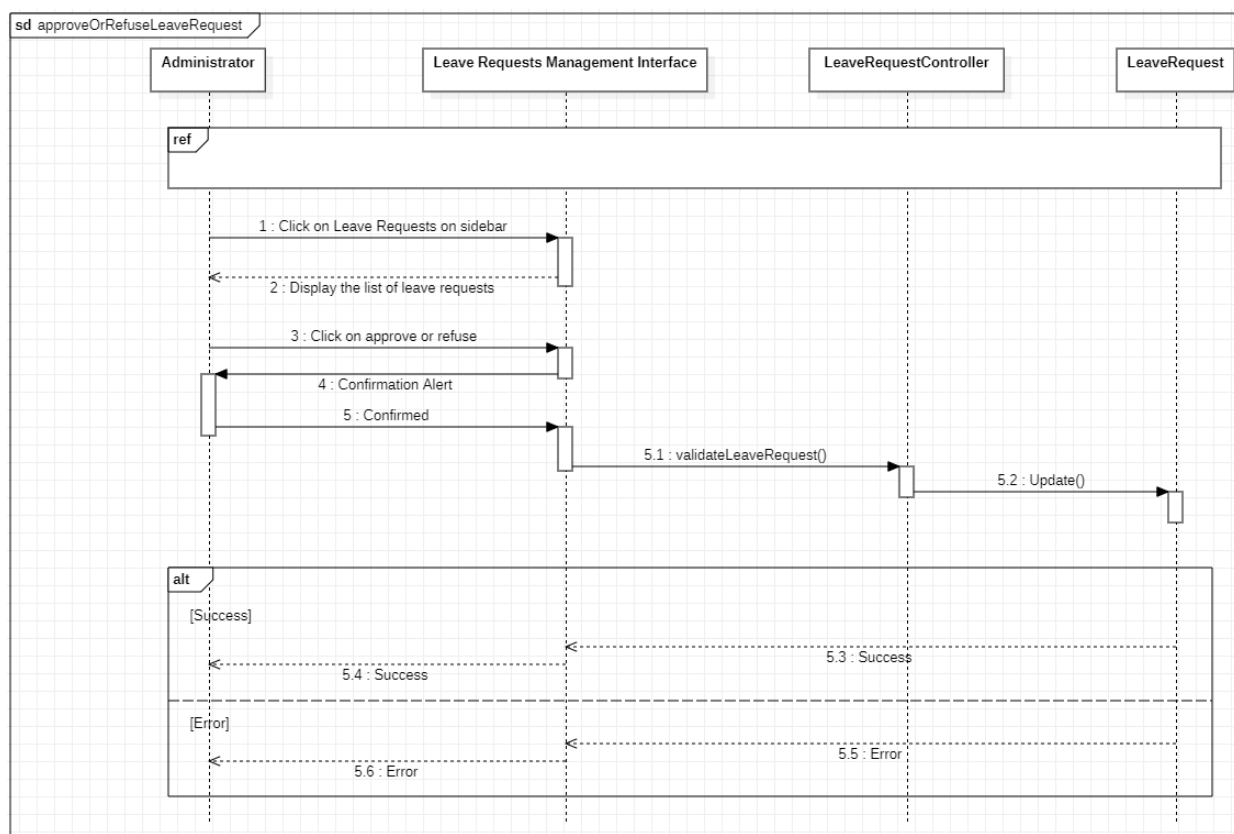 sd approveOrRefuseLeaveRequest
Administrator
Leave Requests Management Interface
LeaveRequestController
LeaveRequest
ref
1 : Click on Leave Requests on sidebar
2 : Display the list of leave requests
3 : Click on approve or refuse
4 : Confirmation Alert
5 : Confirmed
5.1 : validateLeaveRequest()
5.2 : Update()
alt
[Success]
5.3 : Success
5.4 : Success
[Error]
5.5 : Error
5.6 : Error